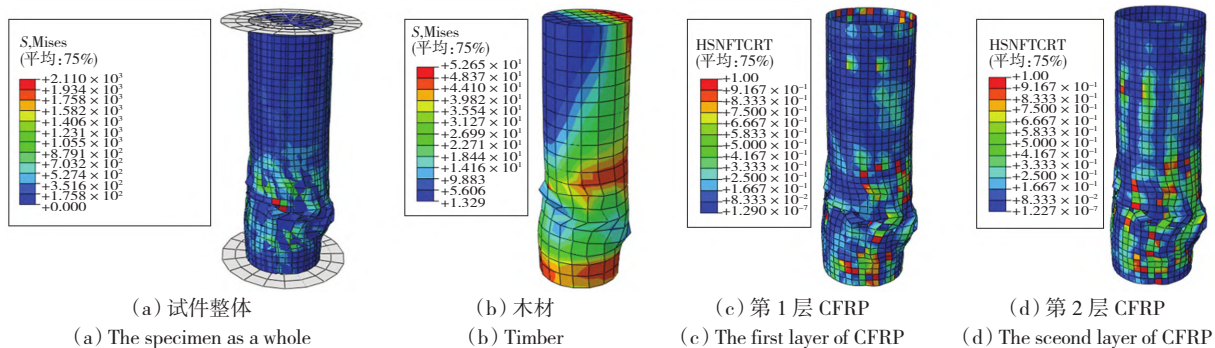 S,Mises
(平均:75%)
+2.110 × 10³
+1.934 × 10³
+1.758 × 10³
+1.582 × 10³
+1.406 × 10³
+1.231 × 10³
+1.055 × 10³
+8.791 × 10²
+7.032 × 10²
+5.274 × 10²
+3.516 × 10²
+1.758 × 10²
+0.000
(a) 试件整体
(a) The specimen as a whole
S,Mises
(平均:75%)
+5.265 × 10¹
+4.837 × 10¹
+4.410 × 10¹
+3.982 × 10¹
+3.554 × 10¹
+3.127 × 10¹
+2.699 × 10¹
+2.271 × 10¹
+1.844 × 10¹
+1.416 × 10¹
+9.883
+5.606
+1.329
(b) 木材
(b) Timber
HSNFTCRT
(平均:75%)
+1.00
+9.167 × 10⁻¹
+8.333 × 10⁻¹
+7.500 × 10⁻¹
+6.667 × 10⁻¹
+5.833 × 10⁻¹
+5.000 × 10⁻¹
+4.167 × 10⁻¹
+3.333 × 10⁻¹
+2.500 × 10⁻¹
+1.667 × 10⁻¹
+8.333 × 10⁻²
+1.290 × 10⁻⁷
(c) 第 1 层 CFRP
(c) The first layer of CFRP
HSNFTCRT
(平均:75%)
+1.00
+9.167 × 10⁻¹
+8.333 × 10⁻¹
+7.500 × 10⁻¹
+6.667 × 10⁻¹
+5.833 × 10⁻¹
+5.000 × 10⁻¹
+4.167 × 10⁻¹
+3.333 × 10⁻¹
+2.500 × 10⁻¹
+1.667 × 10⁻¹
+8.333 × 10⁻²
+1.227 × 10⁻⁷
(d) 第 2 层 CFRP
(d) The sceond layer of CFRP